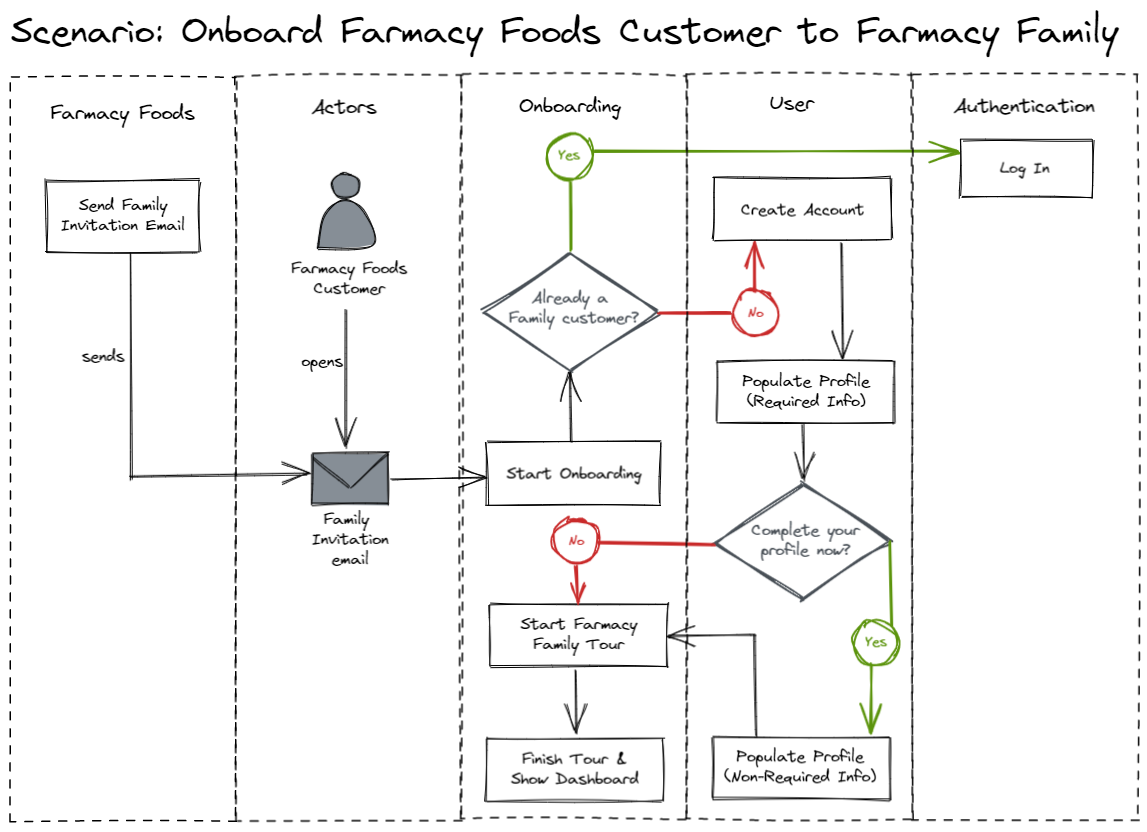 Scenario: Onboard Farmacy Foods Customer to Farmacy Family
Farmacy Foods
Actors
Onboarding
User
Authentication
Send Family
Invitation Email
sends
Farmacy Foods
Customer
opens
Family
Invitation
email
Yes
Already a
Family customer?
No
Start Onboarding
No
Start Farmacy
Family Tour
Finish Tour &
Show Dashboard
Create Account
Populate Profile
(Required Info)
Complete your
profile now?
Yes
Populate Profile
(Non-Required Info)
Log In